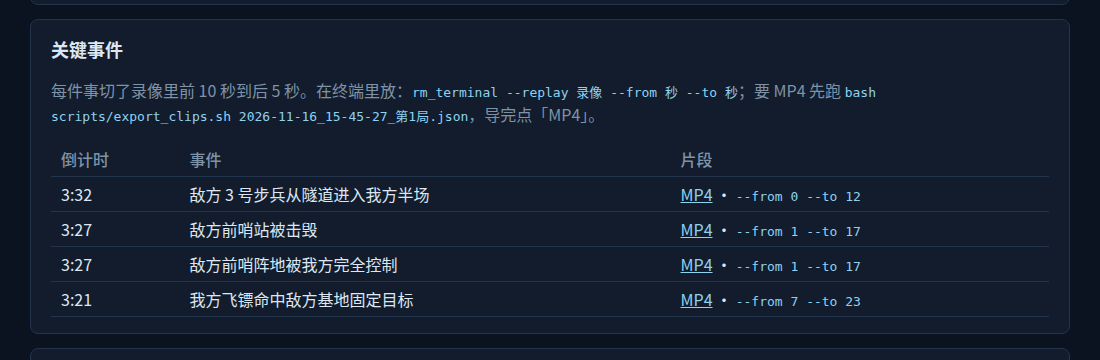 关键事件
每件事切了录像里前 10 秒到后 5 秒。在终端里放：rm_terminal --replay 录像 --from 秒 --to 秒；要 MP4 先跑 bash
scripts/export_clips.sh 2026-11-16_15-45-27_第1局.json，导完点「MP4」。
倒计时 事件 片段
3:32 敌方 3 号步兵从隧道进入我方半场 MP4 • --from 0 --to 12
3:27 敌方前哨站被击毁 MP4 • --from 1 --to 17
3:27 敌方前哨阵地被我方完全控制 MP4 • --from 1 --to 17
3:21 我方飞镖命中敌方基地固定目标 MP4 • --from 7 --to 23